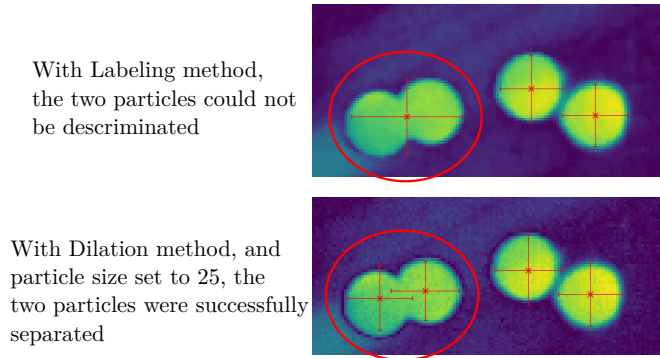 With Labeling method,
the two particles could not
be descriminated
With Dilation method, and
particle size set to 25, the
two particles were successfully
separated